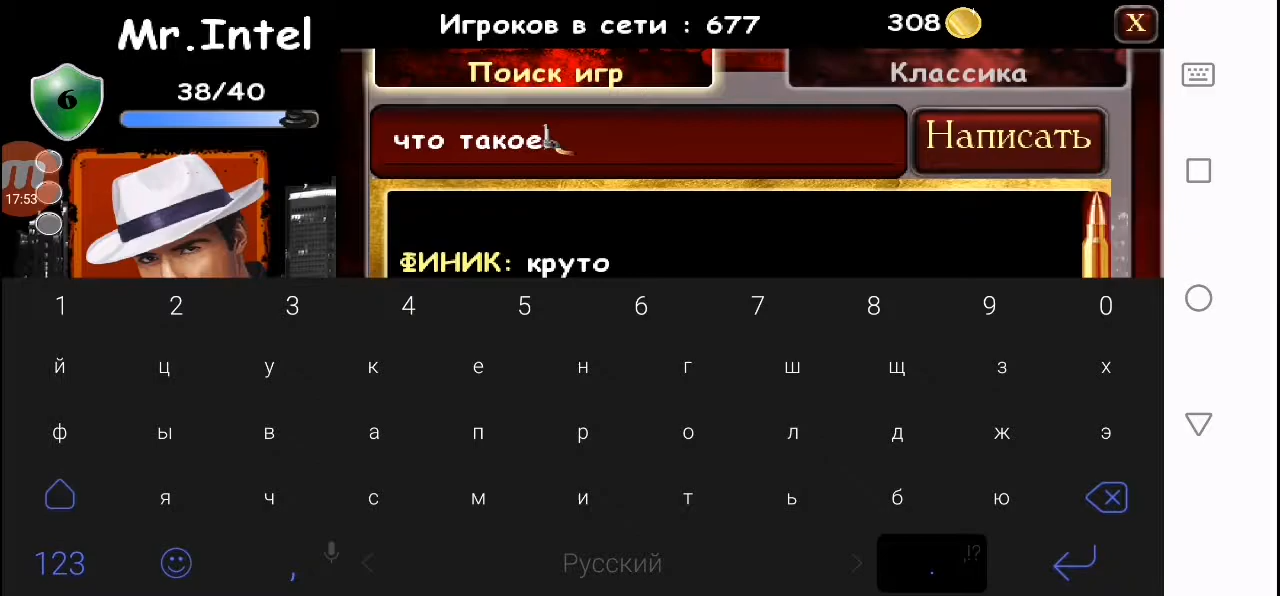 Mr.Intel
Игроков в сети : 677
308
X
6
38/40
Поиск игр
Классика
что такое
Написать
17:53
ФИНИК: круто
1 2 3 4 5 6 7 8 9 0
й ц у к е н г ш щ з х
ф ы в а п р о л д ж э
я ч с м и т ь б ю
123 , < Русский > . ,!?